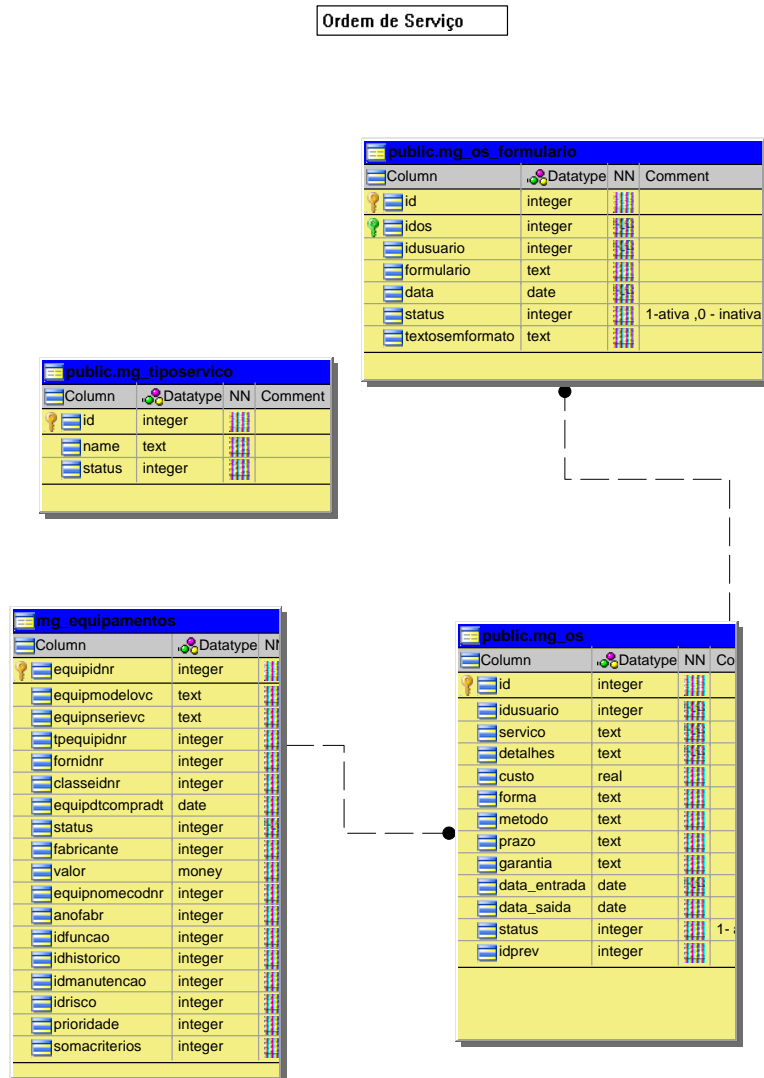 Ordem de Serviço
public.mg_os_formulario
Column Datatype NN Comment
id integer
idos integer
idusuario integer
formulario text
data date
status integer 1-ativa ,0 - inativa
textosemformato text
public.mg_tiposervico
Column Datatype NN Comment
id integer
name text
status integer
mg_equipamentos
Column Datatype NN
equipidnr integer
equipmodelovc text
equipnserievc text
tpequipidnr integer
fornidnr integer
classeidnr integer
equipdtcompradt date
status integer
fabricante integer
valor money
equipnomecodnr integer
anofabr integer
idfuncao integer
idhistorico integer
idmanutencao integer
idrisco integer
prioridade integer
somacriterios integer
public.mg_os
Column Datatype NN Co
id integer
idusuario integer
servico text
detalhes text
custo real
forma text
metodo text
prazo text
garantia text
data_entrada date
data_saida date
status integer 1-
idprev integer